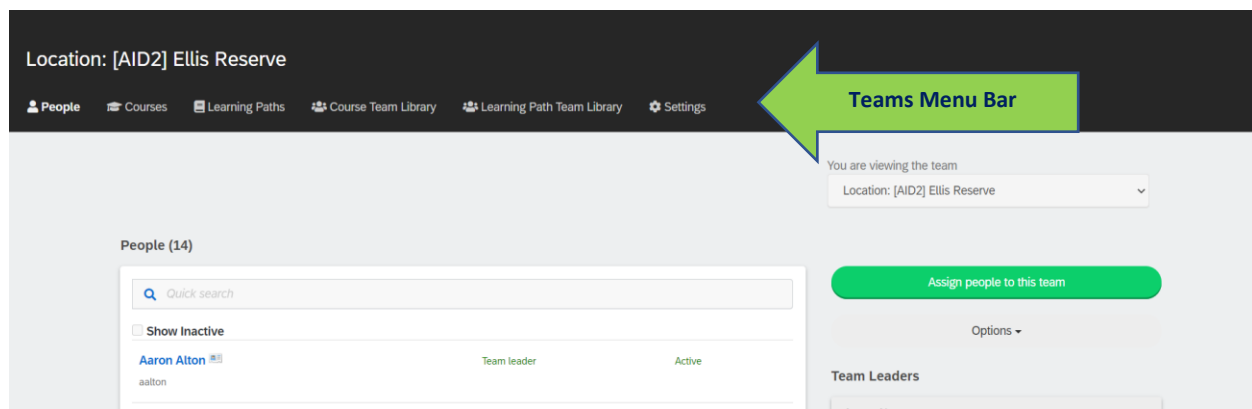 Location: [AID2] Ellis Reserve
People Courses Learning Paths Course Team Library Learning Path Team Library Settings
Teams Menu Bar
You are viewing the team
Location: [AID2] Ellis Reserve
People (14)
Quick search
Assign people to this team
Show Inactive
Options
Aaron Alton Team leader Active
aalton
Team Leaders